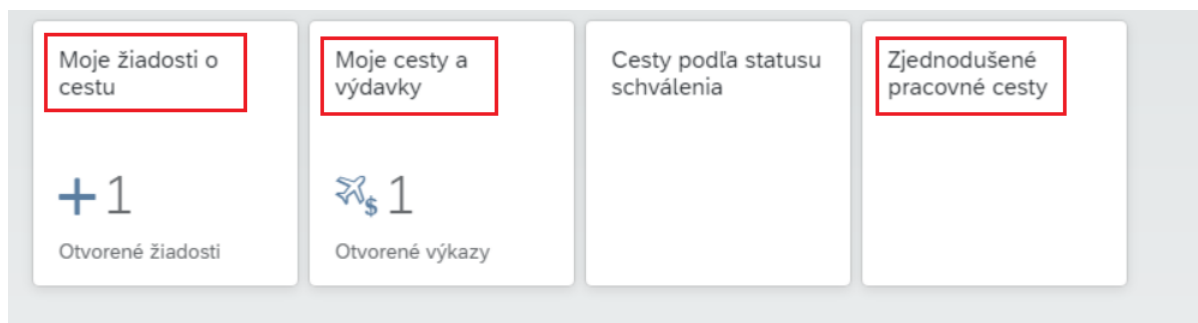 Moje žiadosti o
cestu
+1
Otvorené žiadosti
Moje cesty a
výdavky
$ 1
Otvorené výkazy
Cesty podľa statusu
schválenia
Zjednodušené
pracovné cesty